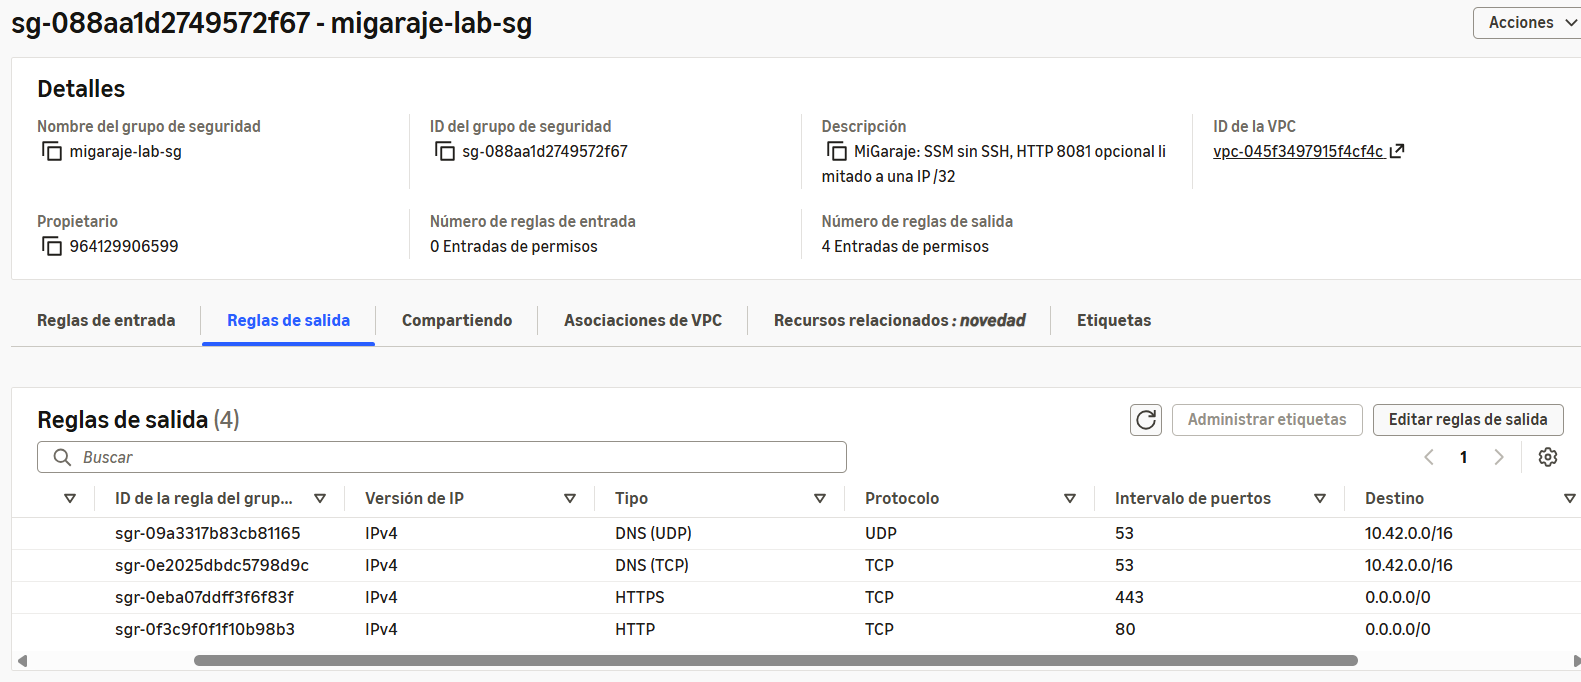 sg-088aa1d2749572f67 - migaraje-lab-sg
Acciones
Detalles
Nombre del grupo de seguridad
migaraje-lab-sg
ID del grupo de seguridad
sg-088aa1d2749572f67
Descripción
MiGaraje: SSM sin SSH, HTTP 8081 opcional li
mitado a una IP /32
ID de la VPC
vpc-045f3497915f4cf4c
Propietario
964129906599
Número de reglas de entrada
0 Entradas de permisos
Número de reglas de salida
4 Entradas de permisos
Reglas de entrada
Reglas de salida
Compartiendo
Asociaciones de VPC
Recursos relacionados : novedad
Etiquetas
Reglas de salida (4)
Administrar etiquetas
Editar reglas de salida
Buscar
1
ID de la regla del grup... Versión de IP Tipo Protocolo Intervalo de puertos Destino
sgr-09a3317b83cb81165 IPv4 DNS (UDP) UDP 53 10.42.0.0/16
sgr-0e2025dbdc5798d9c IPv4 DNS (TCP) TCP 53 10.42.0.0/16
sgr-0eba07ddff3f6f83f IPv4 HTTPS TCP 443 0.0.0.0/0
sgr-0f3c9f0f1f10b98b3 IPv4 HTTP TCP 80 0.0.0.0/0